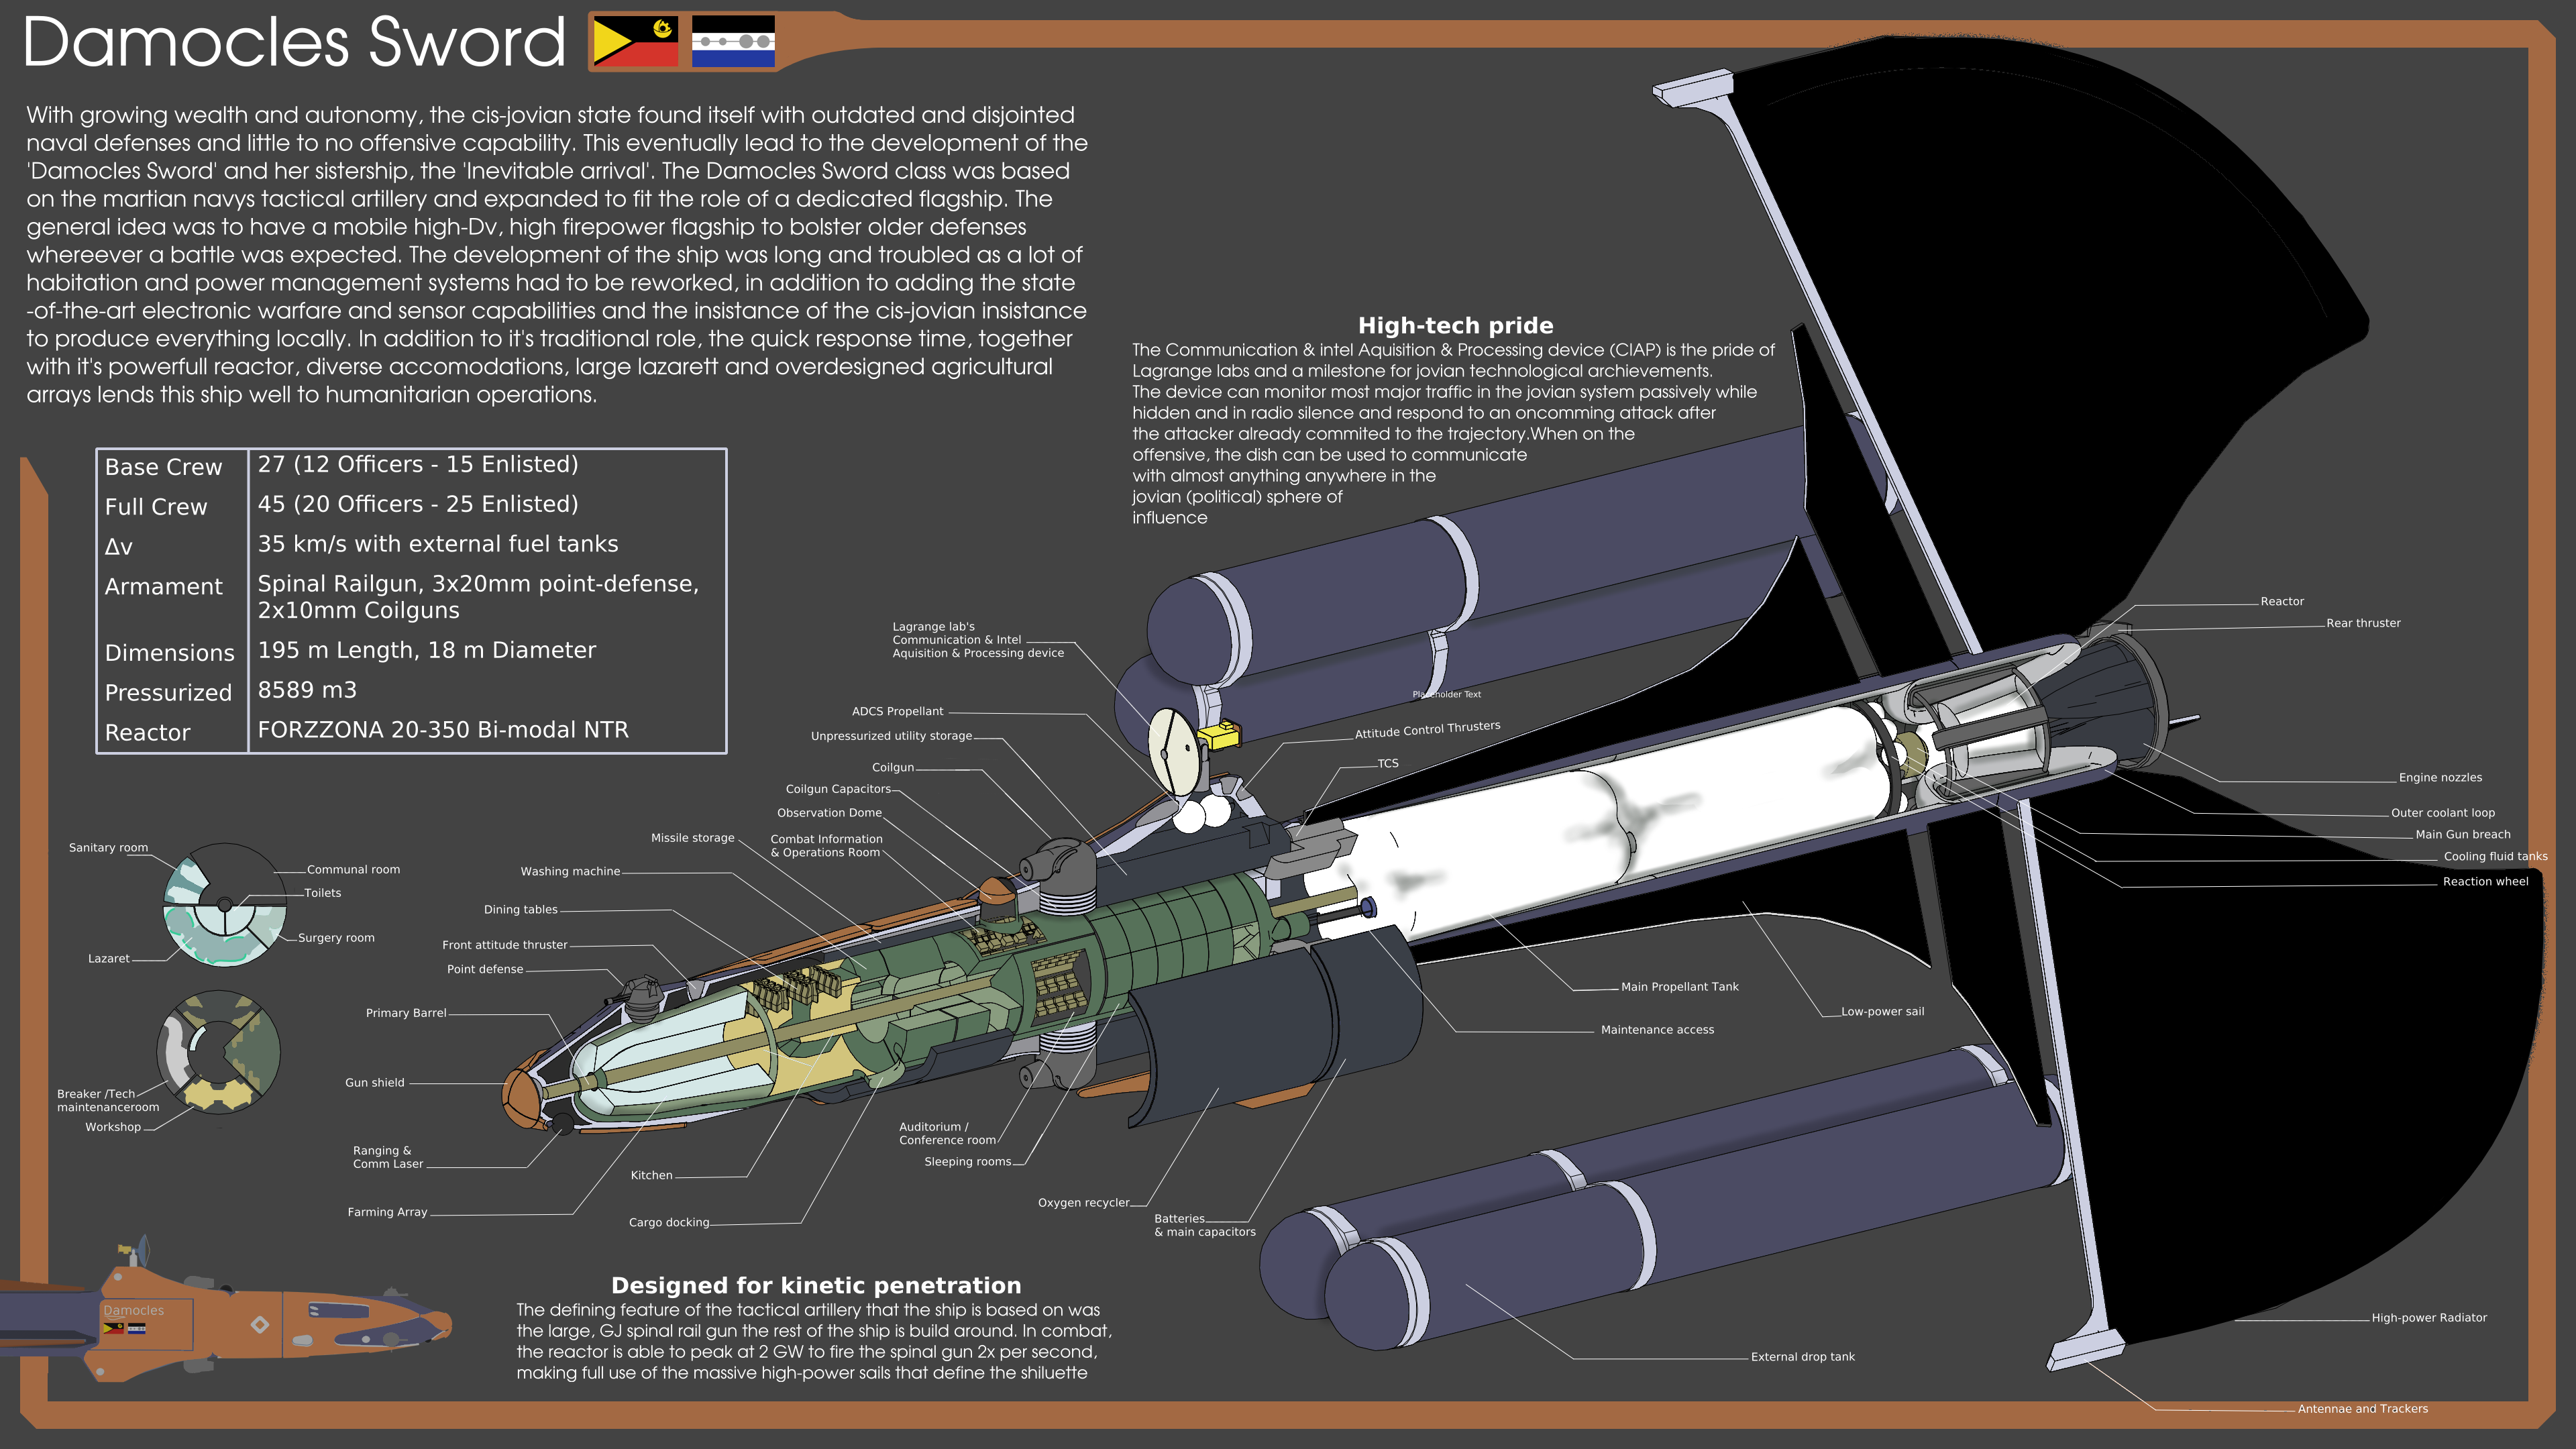 Damocles Sword
With growing wealth and autonomy, the cis-jovian state found itself with outdated and disjointed
naval defenses and little to no offensive capability. This eventually lead to the development of the
'Damocles Sword' and her sistership, the 'Inevitable arrival'. The Damocles Sword class was based
on the martian navys tactical artillery and expanded to fit the role of a dedicated flagship. The
general idea was to have a mobile high-Dv, high firepower flagship to bolster older defenses
whereever a battle was expected. The development of the ship was long and troubled as a lot of
habitation and power management systems had to be reworked, in addition to adding the state
-of-the-art electronic warfare and sensor capabilities and the insistance of the cis-jovian insistance
to produce everything locally. In addition to it's traditional role, the quick response time, together
with it's powerfull reactor, diverse accomodations, large lazarett and overdesigned agricultural
arrays lends this ship well to humanitarian operations.
Base Crew 27 (12 Officers - 15 Enlisted)
Full Crew 45 (20 Officers - 25 Enlisted)
Δv 35 km/s with external fuel tanks
Armament Spinal Railgun, 3x20mm point-defense,
2x10mm Coilguns
Dimensions 195 m Length, 18 m Diameter
Pressurized 8589 m3
Reactor FORZZONA 20-350 Bi-modal NTR
High-tech pride
The Communication & intel Aquisition & Processing device (CIAP) is the pride of
Lagrange labs and a milestone for jovian technological archievements.
The device can monitor most major traffic in the jovian system passively while
hidden and in radio silence and respond to an oncomming attack after
the attacker already commited to the trajectory.When on the
offensive, the dish can be used to communicate
with almost anything anywhere in the
jovian (political) sphere of
influence
Lagrange lab's
Communication & Intel
Aquisition & Processing device
Placeholder Text
ADCS Propellant
Unpressurized utility storage
Coilgun
Coilgun Capacitors
Observation Dome
Combat Information
& Operations Room
Missile storage
Washing machine
Dining tables
Front attitude thruster
Point defense
Primary Barrel
Gun shield
Ranging &
Comm Laser
Farming Array
Kitchen
Cargo docking
Auditorium /
Conference room
Sleeping rooms
Oxygen recycler
Batteries
& main capacitors
Attitude Control Thrusters
TCS
Reactor
Rear thruster
Engine nozzles
Outer coolant loop
Main Gun breach
Cooling fluid tanks
Reaction wheel
Main Propellant Tank
Maintenance access
Low-power sail
High-power Radiator
External drop tank
Antennae and Trackers
Sanitary room
Communal room
Toilets
Surgery room
Lazaret
Breaker /Tech
maintenanceroom
Workshop
Damocles
Designed for kinetic penetration
The defining feature of the tactical artillery that the ship is based on was
the large, GJ spinal rail gun the rest of the ship is build around. In combat,
the reactor is able to peak at 2 GW to fire the spinal gun 2x per second,
making full use of the massive high-power sails that define the shiluette